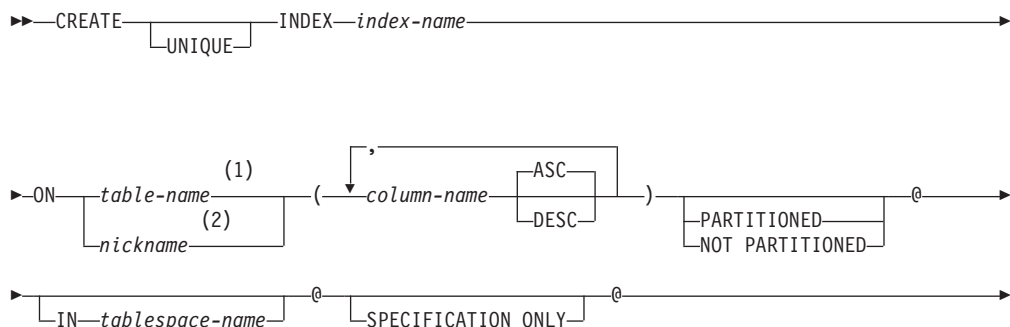 CREATE INDEX index-name
UNIQUE
,
(1) ASC
ON table-name ( column-name ) @
(2) DESC PARTITIONED
nickname NOT PARTITIONED
@ @
IN tablespace-name SPECIFICATION ONLY